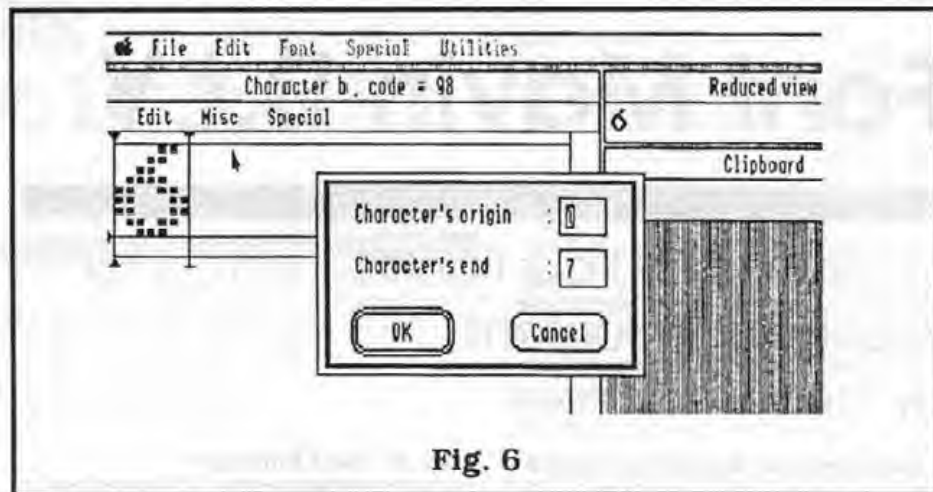 File Edit Font Special Utilities
Character b, code = 98
Reduced view
Edit Misc Special
Clipboard
Character's origin :
Character's end : 7
OK Cancel
Fig. 6